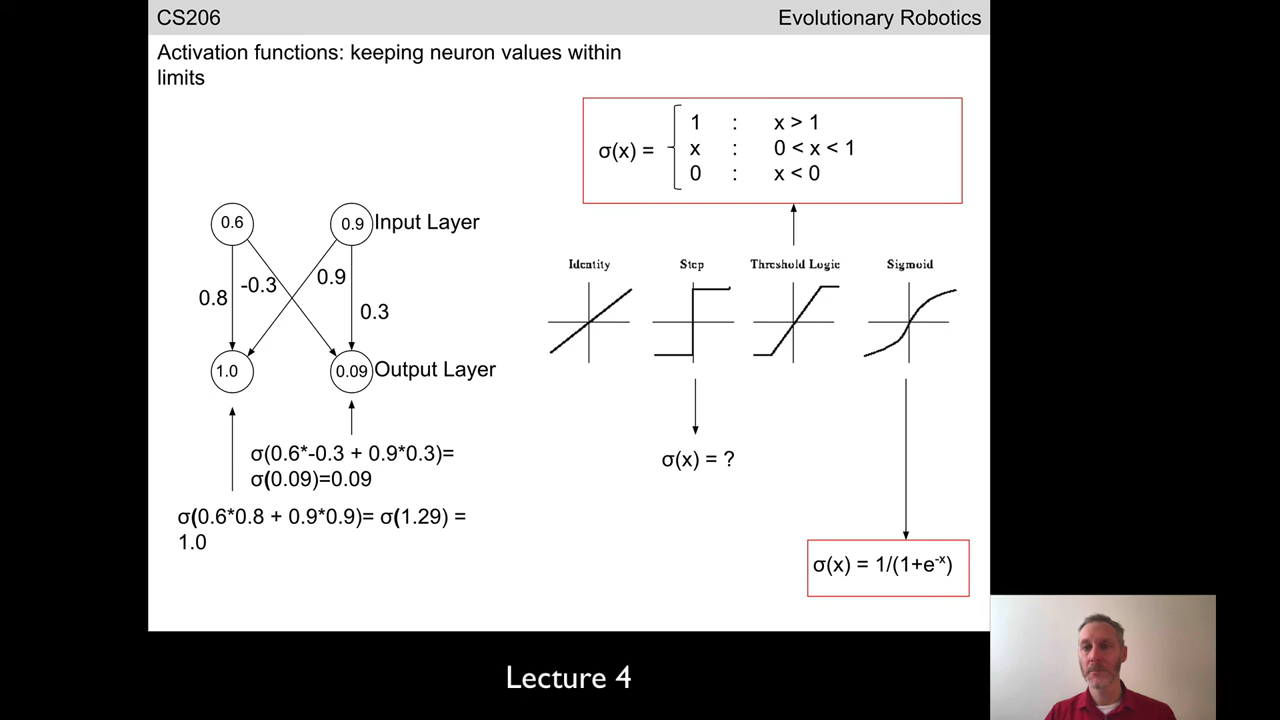 CS206
Evolutionary Robotics
Activation functions: keeping neuron values within
limits
σ(x) =
1 : x > 1
x : 0 < x < 1
0 : x < 0
0.6
0.9
Input Layer
0.8
-0.3
0.9
0.3
1.0
0.09
Output Layer
Identity
Step
Threshold Logic
Sigmoid
σ(0.6*-0.3 + 0.9*0.3)=
σ(0.09)=0.09
σ(0.6*0.8 + 0.9*0.9)= σ(1.29) =
1.0
σ(x) = ?
σ(x) = 1/(1+e⁻ˣ)
Lecture 4